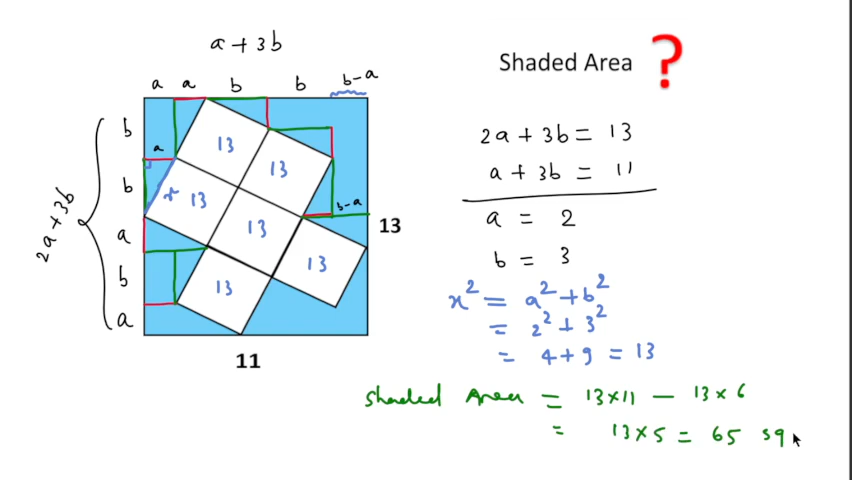 a + 3b
Shaded Area ?
a a b b b-a
b
b
a
b
a
2a + 3b
a
x
13
13
13
13
13
13
b-a
13
11
2a + 3b = 13
a + 3b = 11
a = 2
b = 3
x² = a² + b²
= 2² + 3²
= 4 + 9 = 13
Shaded Area = 13 × 11 − 13 × 6
= 13 × 5 = 65 sq